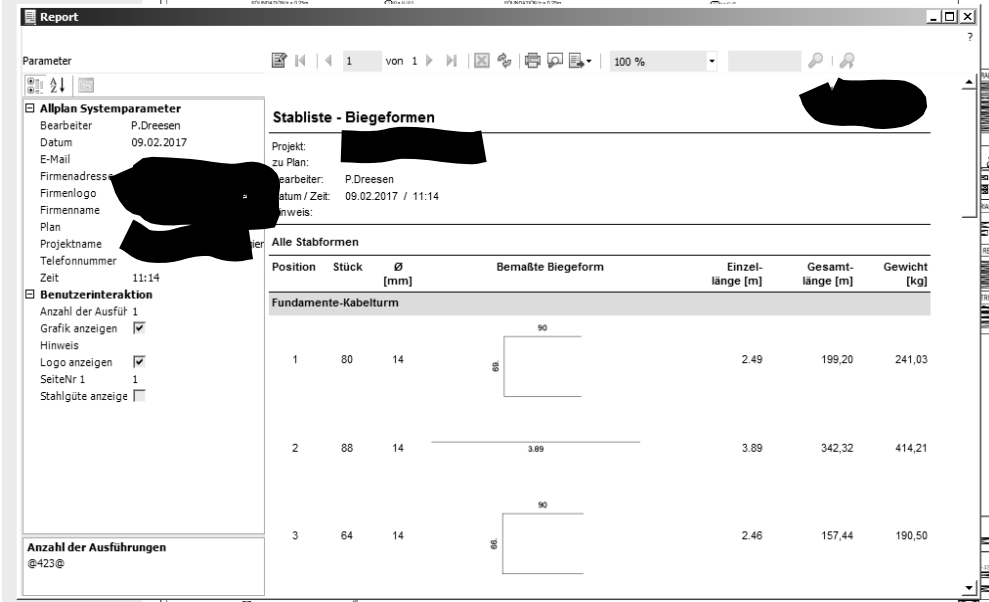 Report
?
Parameter
1 von 1 100 %
Allplan Systemparameter
Bearbeiter P.Dreesen
Datum 09.02.2017
E-Mail
Firmenadresse
Firmenlogo
Firmenname
Plan
Projektname
Telefonnummer
Zeit 11:14
Benutzerinteraktion
Anzahl der Ausfür 1
Grafik anzeigen
Hinweis
Logo anzeigen
SeiteNr 1 1
Stahlgüte anzeige
Anzahl der Ausführungen
@423@
Stabliste - Biegeformen
Projekt:
zu Plan:
earbeiter: P.Dreesen
atum / Zeit: 09.02.2017 / 11:14
inweis:
Alle Stabformen
Position Stück Ø [mm] Bemaßte Biegeform Einzel-länge [m] Gesamt-länge [m] Gewicht [kg]
Fundamente-Kabelturm
90
1 80 14 69. 2.49 199,20 241,03
2 88 14 3.89 3.89 342,32 414,21
90
3 64 14 66. 2.46 157,44 190,50